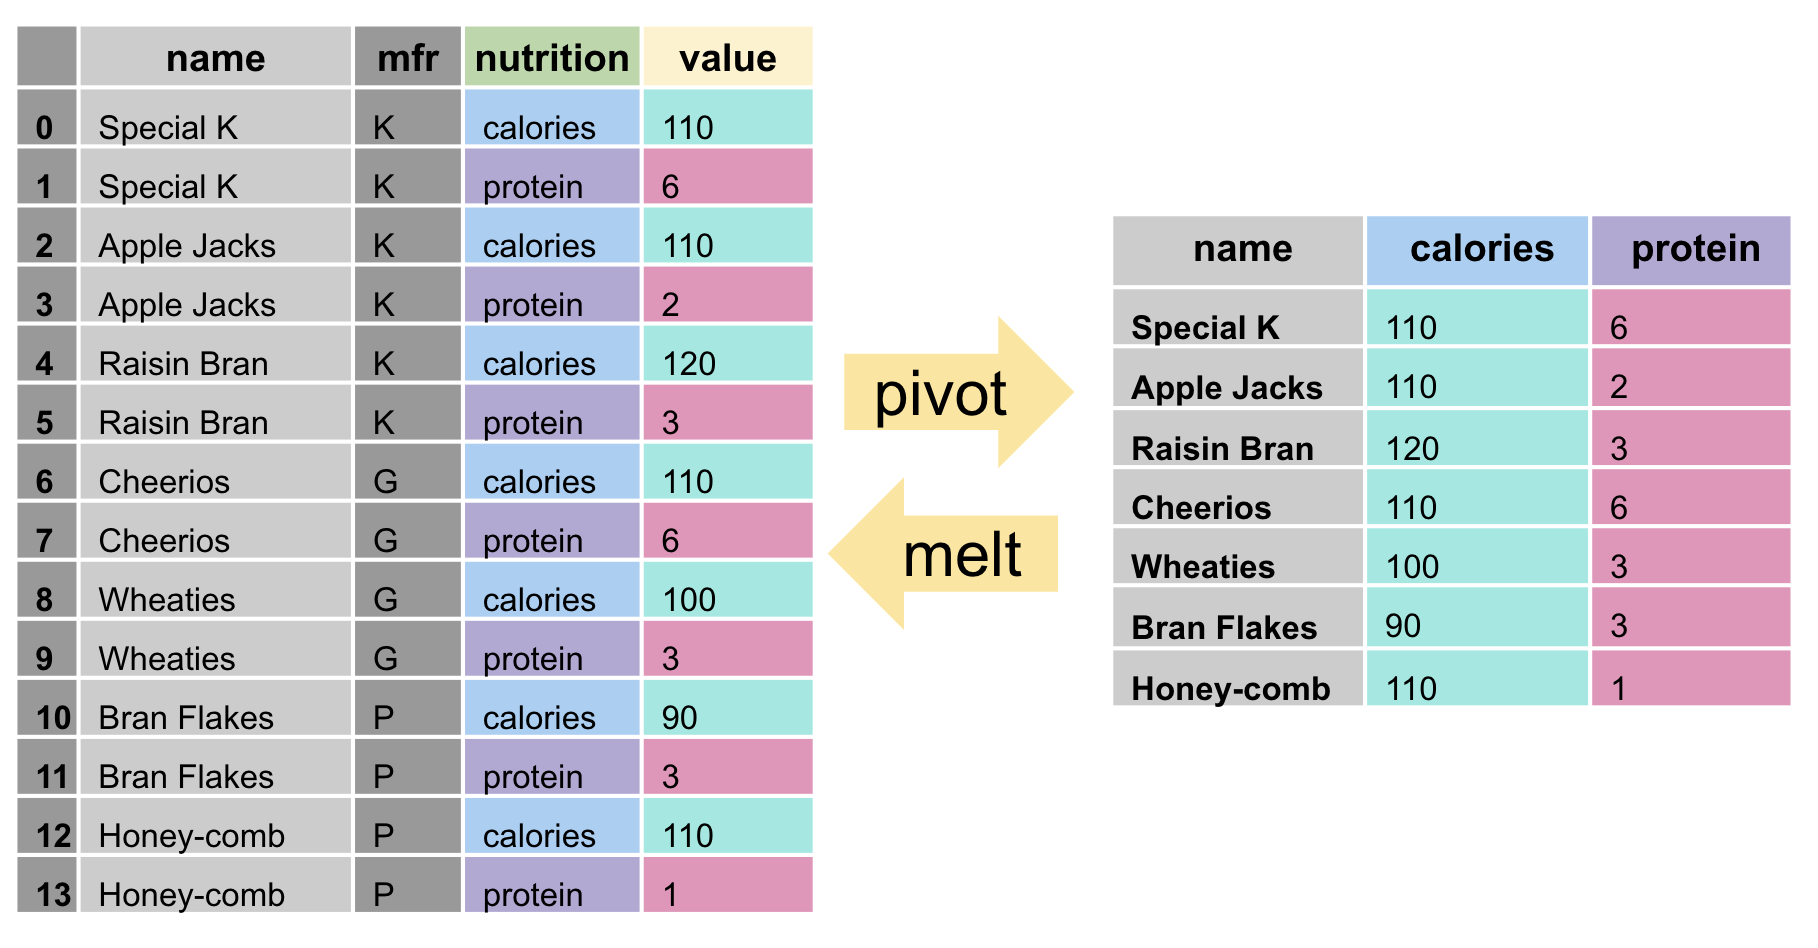 name mfr nutrition value
0 Special K K calories 110
1 Special K K protein 6
2 Apple Jacks K calories 110
3 Apple Jacks K protein 2
4 Raisin Bran K calories 120
5 Raisin Bran K protein 3
6 Cheerios G calories 110
7 Cheerios G protein 6
8 Wheaties G calories 100
9 Wheaties G protein 3
10 Bran Flakes P calories 90
11 Bran Flakes P protein 3
12 Honey-comb P calories 110
13 Honey-comb P protein 1
pivot
melt
name calories protein
Special K 110 6
Apple Jacks 110 2
Raisin Bran 120 3
Cheerios 110 6
Wheaties 100 3
Bran Flakes 90 3
Honey-comb 110 1